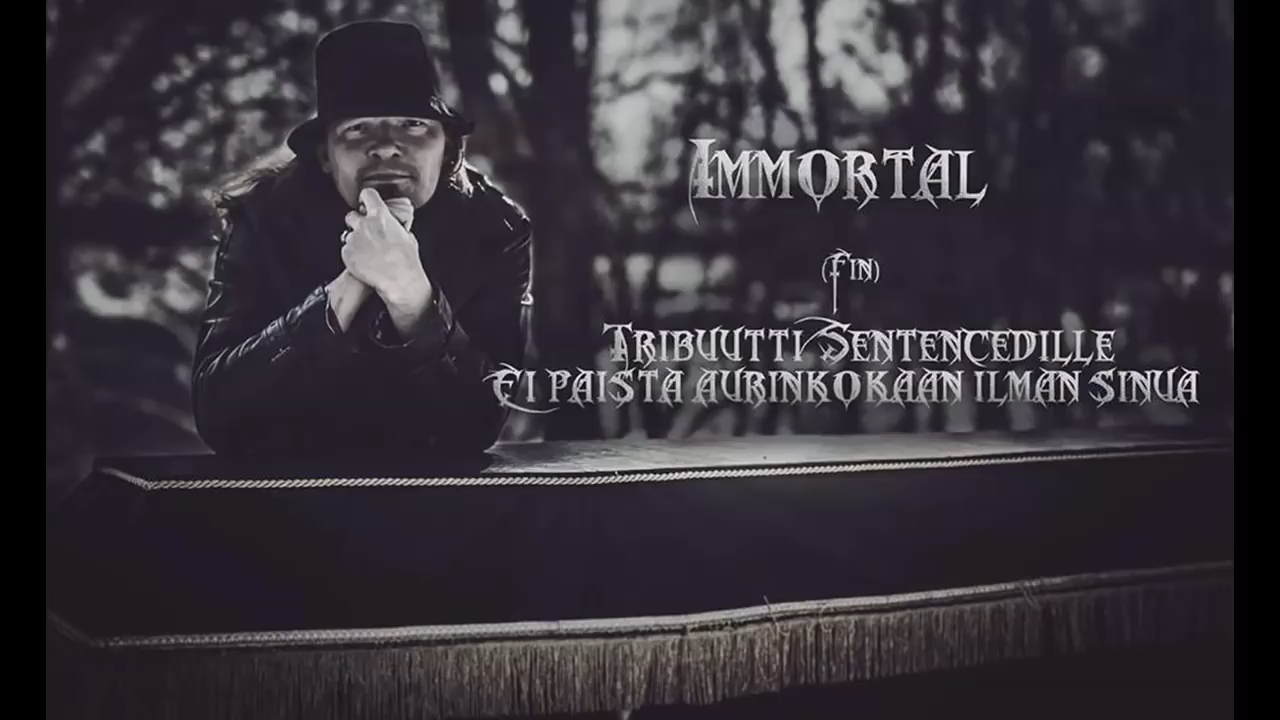 Immortal
(Fin)
Tribuutti Sentencedille
Ei paista aurinkokaan ilman sinua